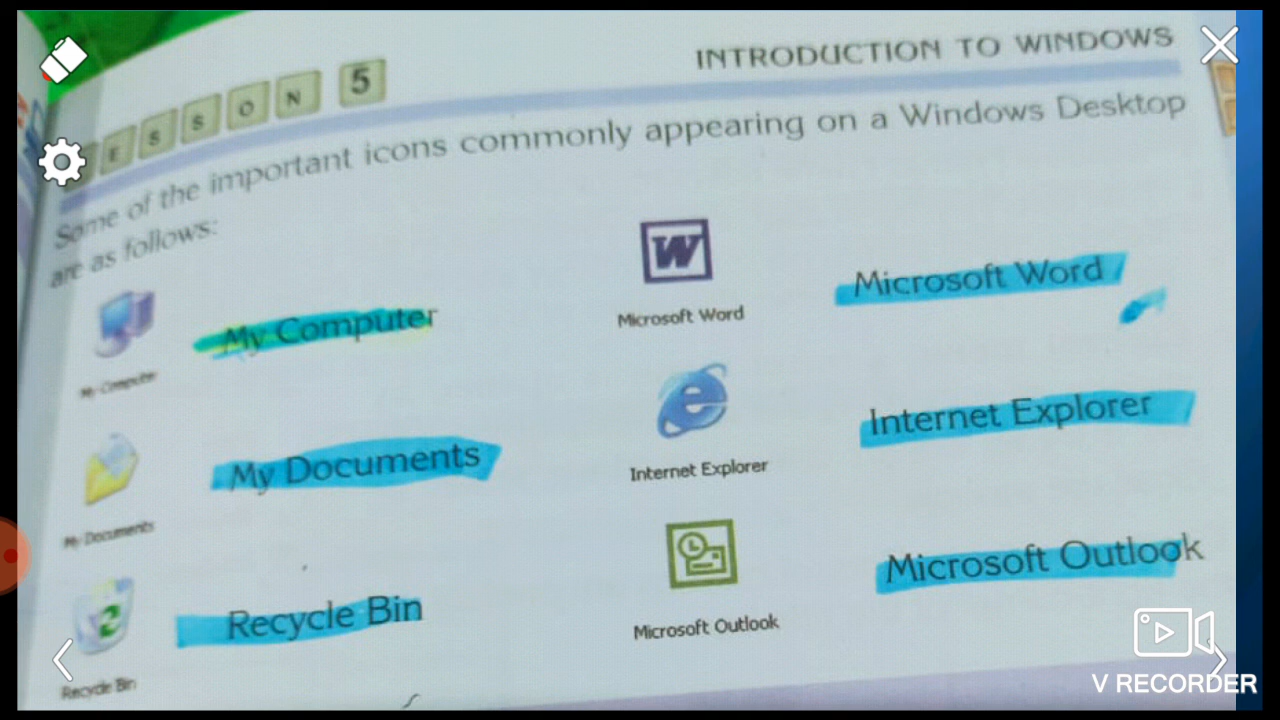 LESSON 5
INTRODUCTION TO WINDOWS
Some of the important icons commonly appearing on a Windows Desktop
are as follows:
My Computer
My Computer
Microsoft Word
Microsoft Word
My Documents
My Documents
Internet Explorer
Internet Explorer
Recycle Bin
Recycle Bin
Microsoft Outlook
Microsoft Outlook
V RECORDER